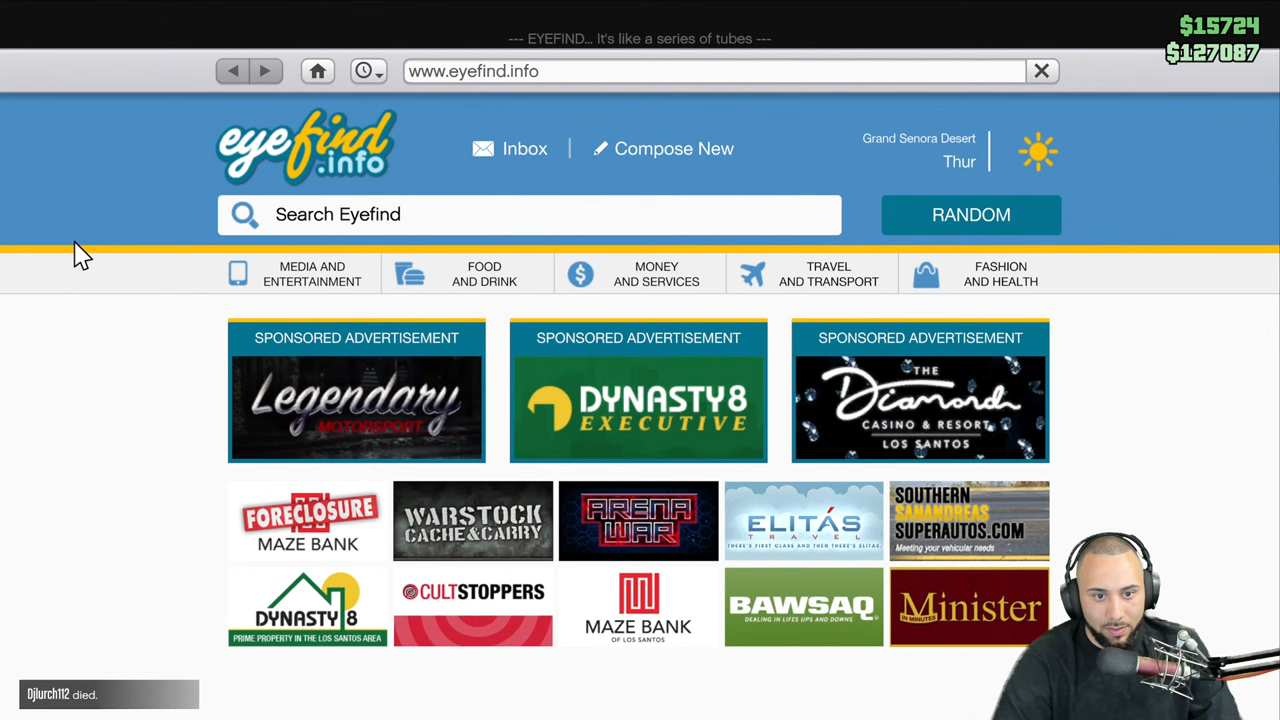 $15724
--- EYEFIND... It's like a series of tubes ---
$127087
www.eyefind.info
eyefind
.info
Inbox
Compose New
Grand Senora Desert
Thur
Search Eyefind
RANDOM
MEDIA AND
ENTERTAINMENT
FOOD
AND DRINK
MONEY
AND SERVICES
TRAVEL
AND TRANSPORT
FASHION
AND HEALTH
SPONSORED ADVERTISEMENT
SPONSORED ADVERTISEMENT
SPONSORED ADVERTISEMENT
Legendary
MOTORSPORT
DYNASTY8
EXECUTIVE
THE
Diamond
CASINO & RESORT
LOS SANTOS
FORECLOSURE
MAZE BANK
WARSTOCK
CACHE&CARRY
ARENA
WAR
ELITÁS
TRAVEL
THERE'S FIRST GLASS AND THEN THERE'S ELITÁS.
SOUTHERN
SANANDREAS
SUPERAUTOS.COM
Meeting your vehicular needs
DYNASTY 8
PRIME PROPERTY IN THE LOS SANTOS AREA
CULTSTOPPERS
MAZE BANK
OF LOS SANTOS
BAWSAQ
DEALING IN LIFES UPS AND DOWNS
Minister
IN MINUTES
Djlurch112 died.